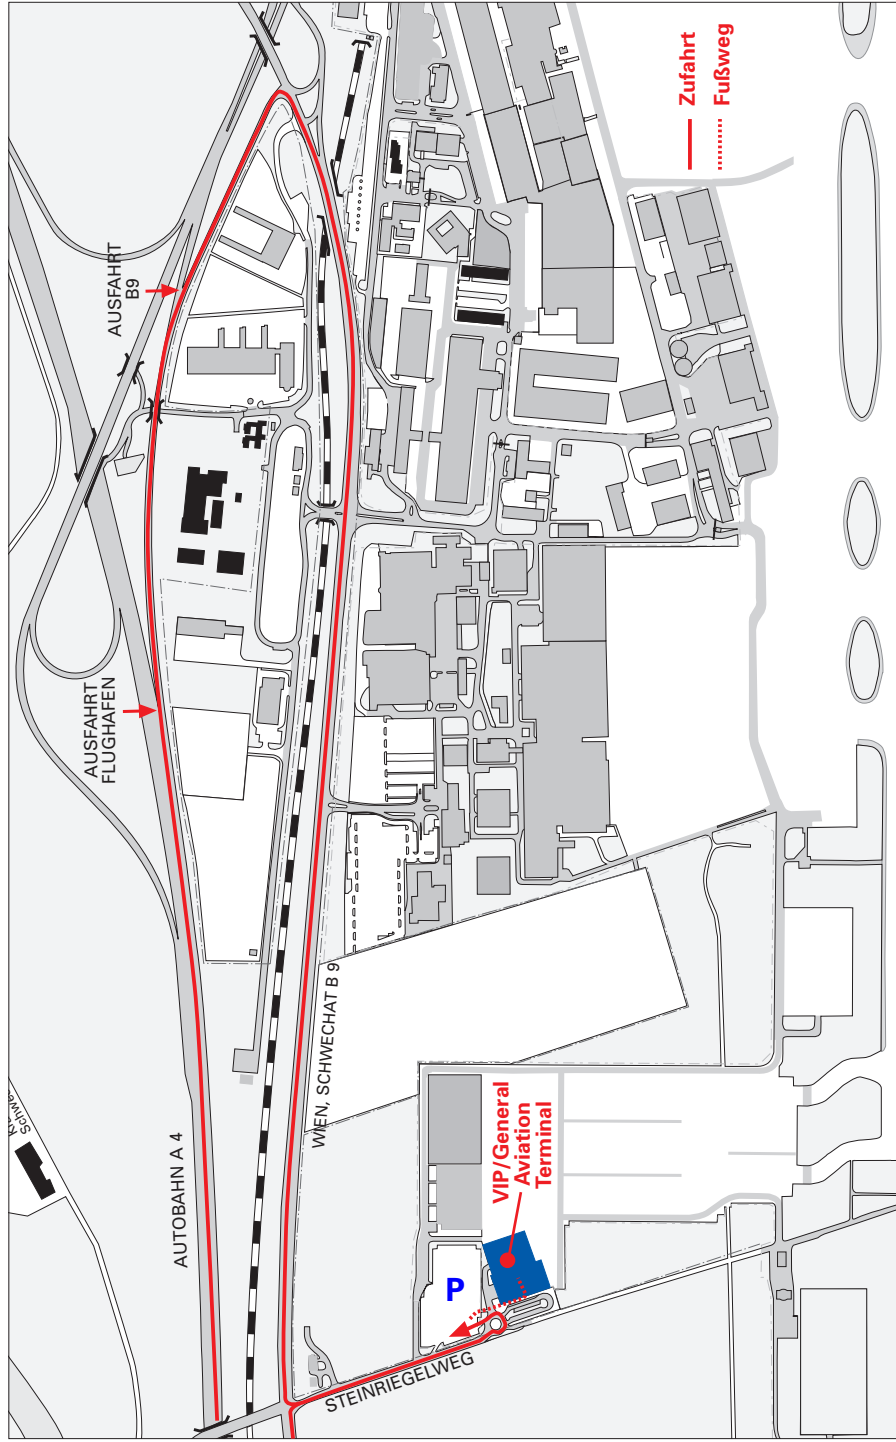 Zufahrt
Fußweg
AUSFAHRT
B9
AUSFAHRT
FLUGHAFEN
WIEN, SCHWECHAT B 9
AUTOBAHN A 4
VIP/General
Aviation
Terminal
P
STEINRIEGELWEG